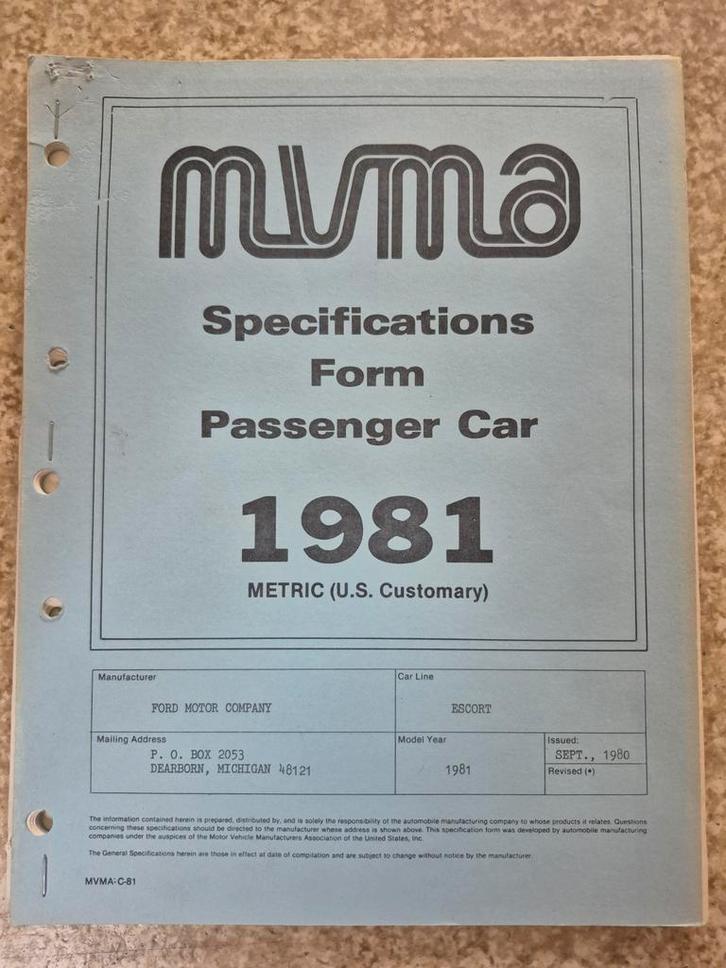 mvma
Specifications
Form
Passenger Car
1981
METRIC (U.S. Customary)
Manufacturer
FORD MOTOR COMPANY
Car Line
ESCORT
Mailing Address
P. O. BOX 2053
DEARBORN, MICHIGAN 48121
Model Year
1981
Issued:
SEPT., 1980
Revised (•)
The information contained herein is prepared, distributed by, and is solely the responsibility of the automobile manufacturing company to whose products it relates. Questions
concerning these specifications should be directed to the manufacturer whose address is shown above. This specification form was developed by automobile manufacturing
companies under the auspices of the Motor Vehicle Manufacturers Association of the United States, Inc.
The General Specifications herein are those in effect at date of compilation and are subject to change without notice by the manufacturer.
MVMA-C-81